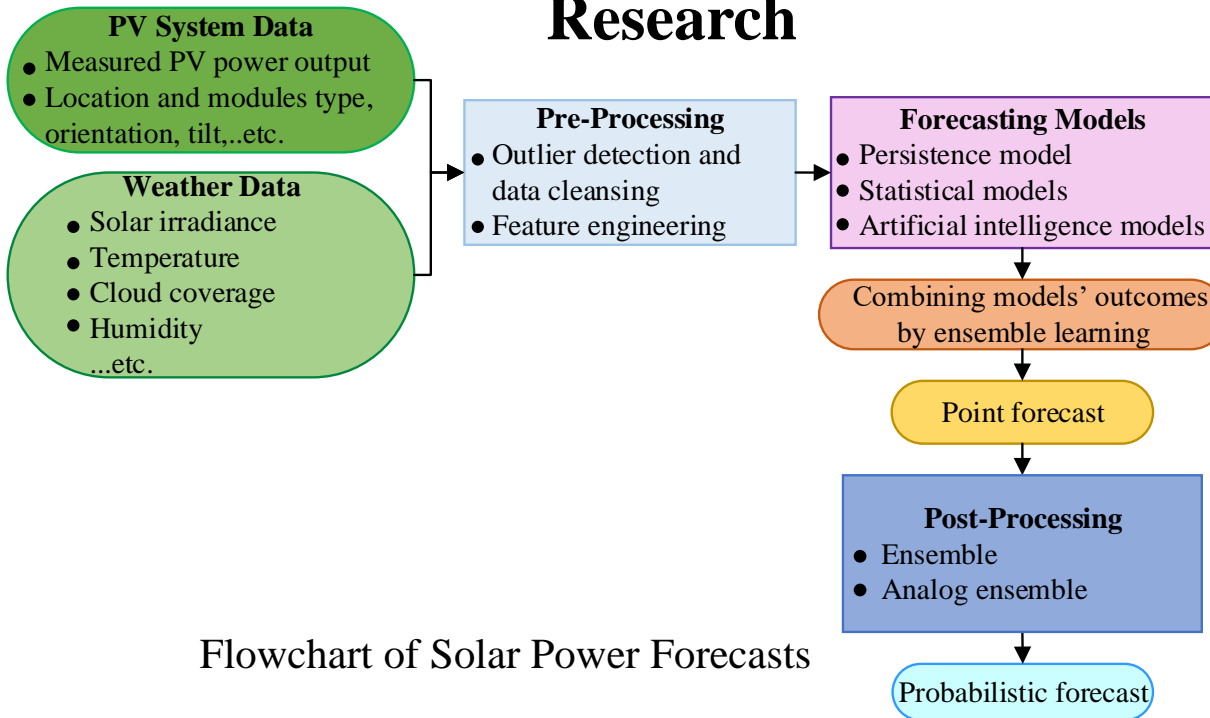 Research
PV System Data
● Measured PV power output
● Location and modules type,
orientation, tilt,..etc.
Weather Data
● Solar irradiance
● Temperature
● Cloud coverage
● Humidity
...etc.
Pre-Processing
● Outlier detection and
data cleansing
● Feature engineering
Forecasting Models
● Persistence model
● Statistical models
● Artificial intelligence models
Combining models’ outcomes
by ensemble learning
Point forecast
Post-Processing
● Ensemble
● Analog ensemble
Probabilistic forecast
Flowchart of Solar Power Forecasts